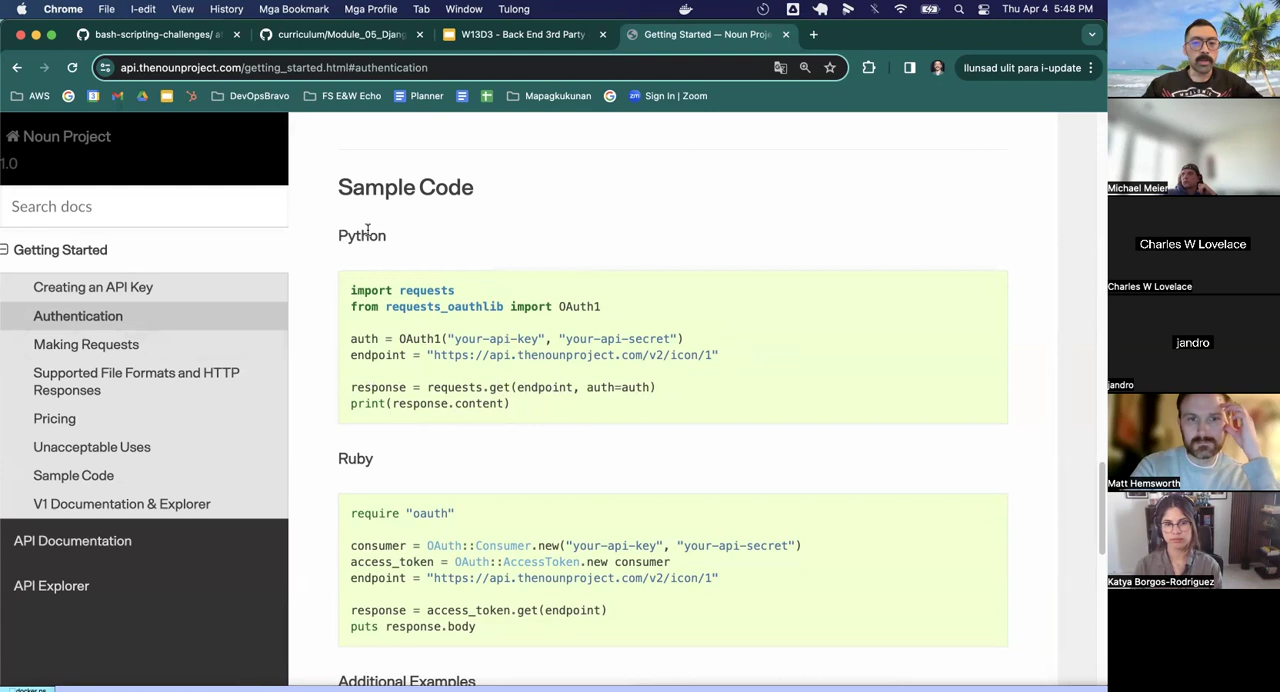 Chrome File I-edit View History Mga Bookmark Mga Profile Tab Window Tulong Thu Apr 4 5:48 PM
bash-scripting-challenges/ a
curriculum/Module_05_Djang
W13D3 - Back End 3rd Party
Getting Started — Noun Proj
api.thenounproject.com/getting_started.html#authentication
Ilunsad ulit para i-update
AWS DevOpsBravo FS E&W Echo Planner Mapagkukunan Sign In | Zoom
Noun Project
1.0
Search docs
Getting Started
Creating an API Key
Authentication
Making Requests
Supported File Formats and HTTP
Responses
Pricing
Unacceptable Uses
Sample Code
V1 Documentation & Explorer
API Documentation
API Explorer
Sample Code
Python
import requests
from requests_oauthlib import OAuth1
auth = OAuth1("your-api-key", "your-api-secret")
endpoint = "https://api.thenounproject.com/v2/icon/1"
response = requests.get(endpoint, auth=auth)
print(response.content)
Ruby
require "oauth"
consumer = OAuth::Consumer.new("your-api-key", "your-api-secret")
access_token = OAuth::AccessToken.new consumer
endpoint = "https://api.thenounproject.com/v2/icon/1"
response = access_token.get(endpoint)
puts response.body
Additional Examples
Michael Meier
Charles W Lovelace
Charles W Lovelace
jandro
jandro
Matt Hemsworth
Katya Borgos-Rodriguez